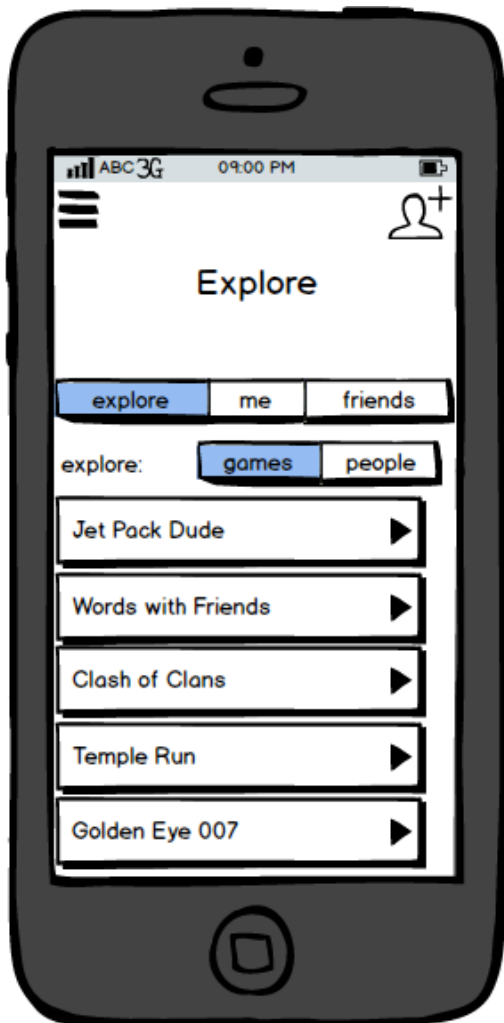 ABC 3G 09:00 PM
Explore
explore me friends
explore: games people
Jet Pack Dude
Words with Friends
Clash of Clans
Temple Run
Golden Eye 007